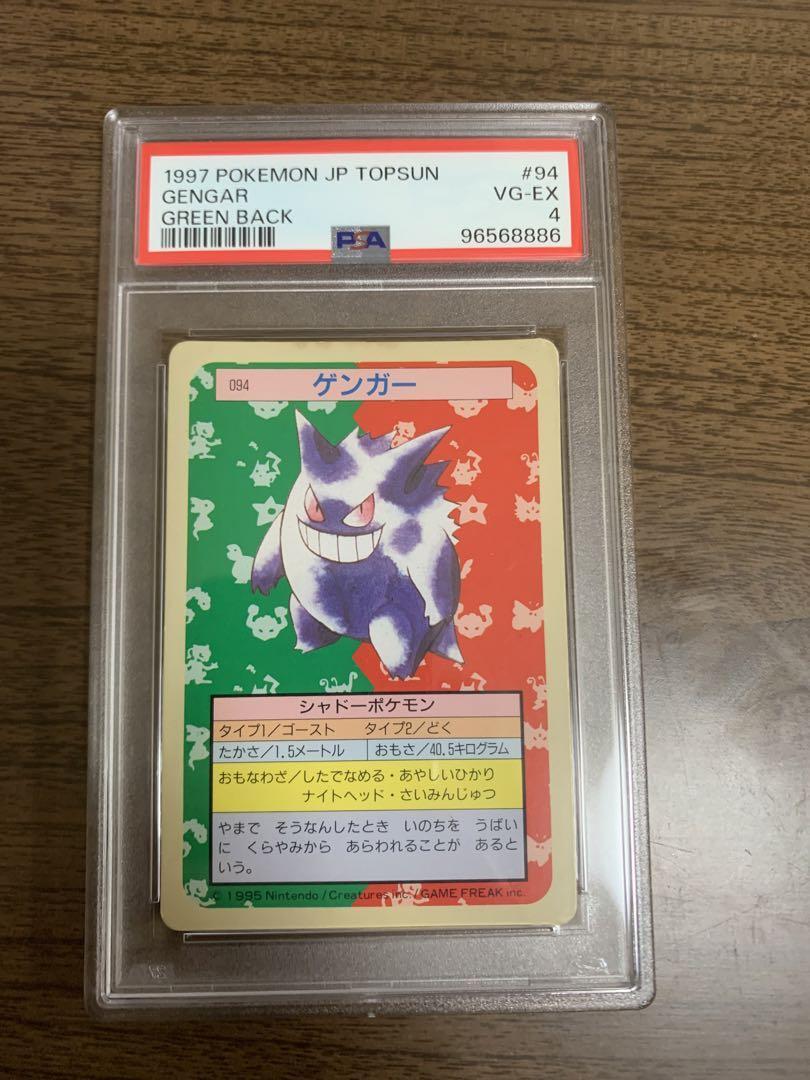 1997 POKEMON JP TOPSUN #94
GENGAR VG-EX
GREEN BACK 4
PSA 96568886
094 ゲンガー
シャドーポケモン
タイプ1/ゴースト タイプ2/どく
たかさ/1.5メートル おもさ/40.5キログラム
おもなわざ/したでなめる・あやしいひかり
ナイトヘッド・さいみんじゅつ
やまで そうなんしたとき いのちを うばい
に くらやみから あらわれることが あると
いう。
© 1995 Nintendo/Creatures inc./GAME FREAK inc.